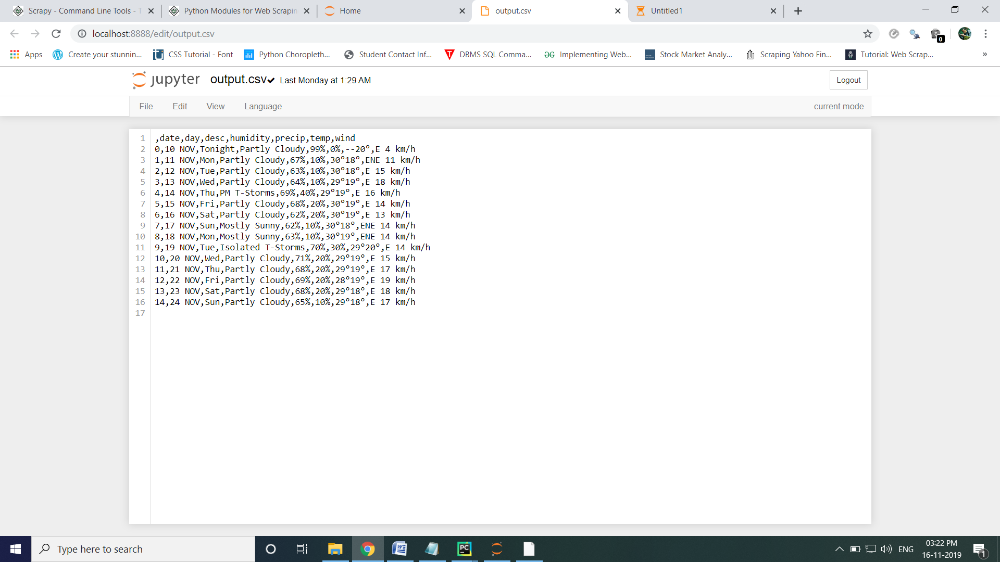 Scrapy - Command Line Tools - T
Python Modules for Web Scrapin
Home
output.csv
Untitled1
localhost:8888/edit/output.csv
0
Apps
Create your stunnin...
CSS Tutorial - Font
Python Choropleth...
Student Contact Inf...
DBMS SQL Comma...
Implementing Web...
Stock Market Analy...
Scraping Yahoo Fin...
Tutorial: Web Scrap...
»
jupyter output.csv Last Monday at 1:29 AM
Logout
File Edit View Language
current mode
1 ,date,day,desc,humidity,precip,temp,wind
2 0,10 NOV,Tonight,Partly Cloudy,99%,0%,--20°,E 4 km/h
3 1,11 NOV,Mon,Partly Cloudy,67%,10%,30°18°,ENE 11 km/h
4 2,12 NOV,Tue,Partly Cloudy,63%,10%,30°18°,E 15 km/h
5 3,13 NOV,Wed,Partly Cloudy,64%,10%,29°19°,E 18 km/h
6 4,14 NOV,Thu,PM T-Storms,69%,40%,29°19°,E 16 km/h
7 5,15 NOV,Fri,Partly Cloudy,68%,20%,30°19°,E 14 km/h
8 6,16 NOV,Sat,Partly Cloudy,62%,20%,30°19°,E 13 km/h
9 7,17 NOV,Sun,Mostly Sunny,62%,10%,30°18°,ENE 14 km/h
10 8,18 NOV,Mon,Mostly Sunny,63%,10%,30°19°,ENE 14 km/h
11 9,19 NOV,Tue,Isolated T-Storms,70%,30%,29°20°,E 14 km/h
12 10,20 NOV,Wed,Partly Cloudy,71%,20%,29°19°,E 15 km/h
13 11,21 NOV,Thu,Partly Cloudy,68%,20%,29°19°,E 17 km/h
14 12,22 NOV,Fri,Partly Cloudy,69%,20%,28°19°,E 19 km/h
15 13,23 NOV,Sat,Partly Cloudy,68%,20%,29°18°,E 18 km/h
16 14,24 NOV,Sun,Partly Cloudy,65%,10%,29°18°,E 17 km/h
17
Type here to search
PC
ENG
03:22 PM
16-11-2019
1